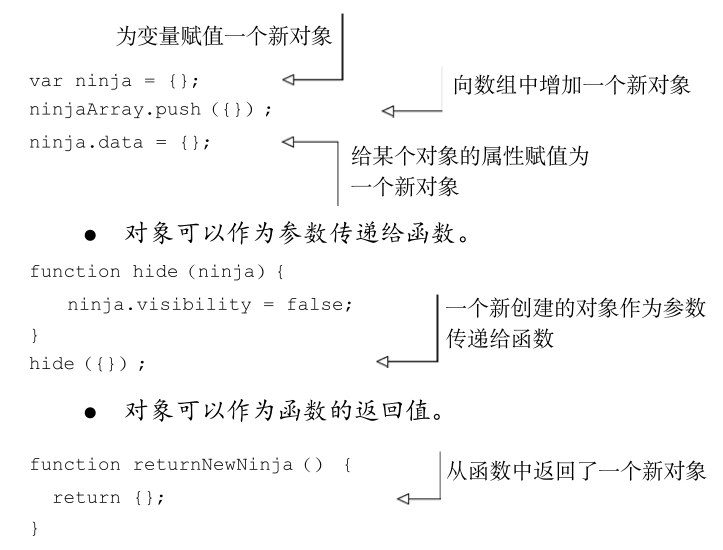 为变量赋值一个新对象
var ninja = {};
ninjaArray.push({});
向数组中增加一个新对象
ninja.data = {};
给某个对象的属性赋值为
一个新对象
● 对象可以作为参数传递给函数。
function hide(ninja){
ninja.visibility = false;
一个新创建的对象作为参数
传递给函数
}
hide({});
● 对象可以作为函数的返回值。
function returnNewNinja() {
从函数中返回了一个新对象
return {};
}